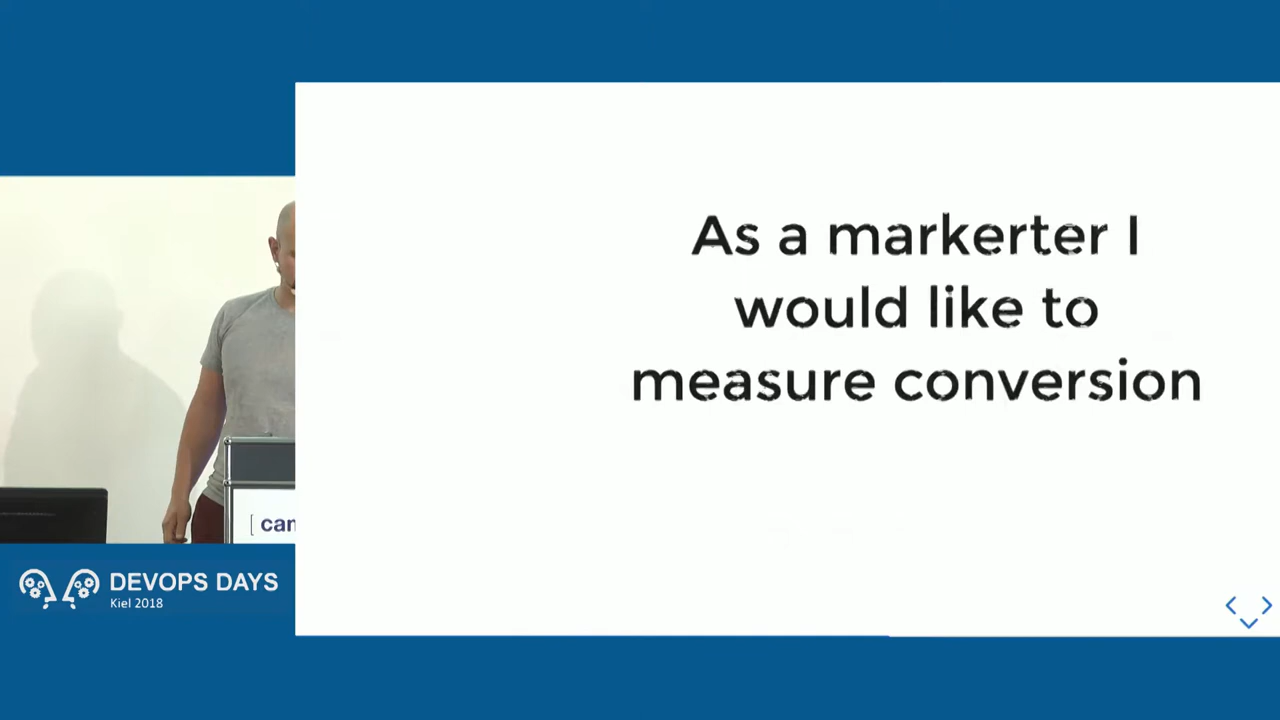 As a markerter I
would like to
measure conversion
[ can
DEVOPS DAYS
Kiel 2018